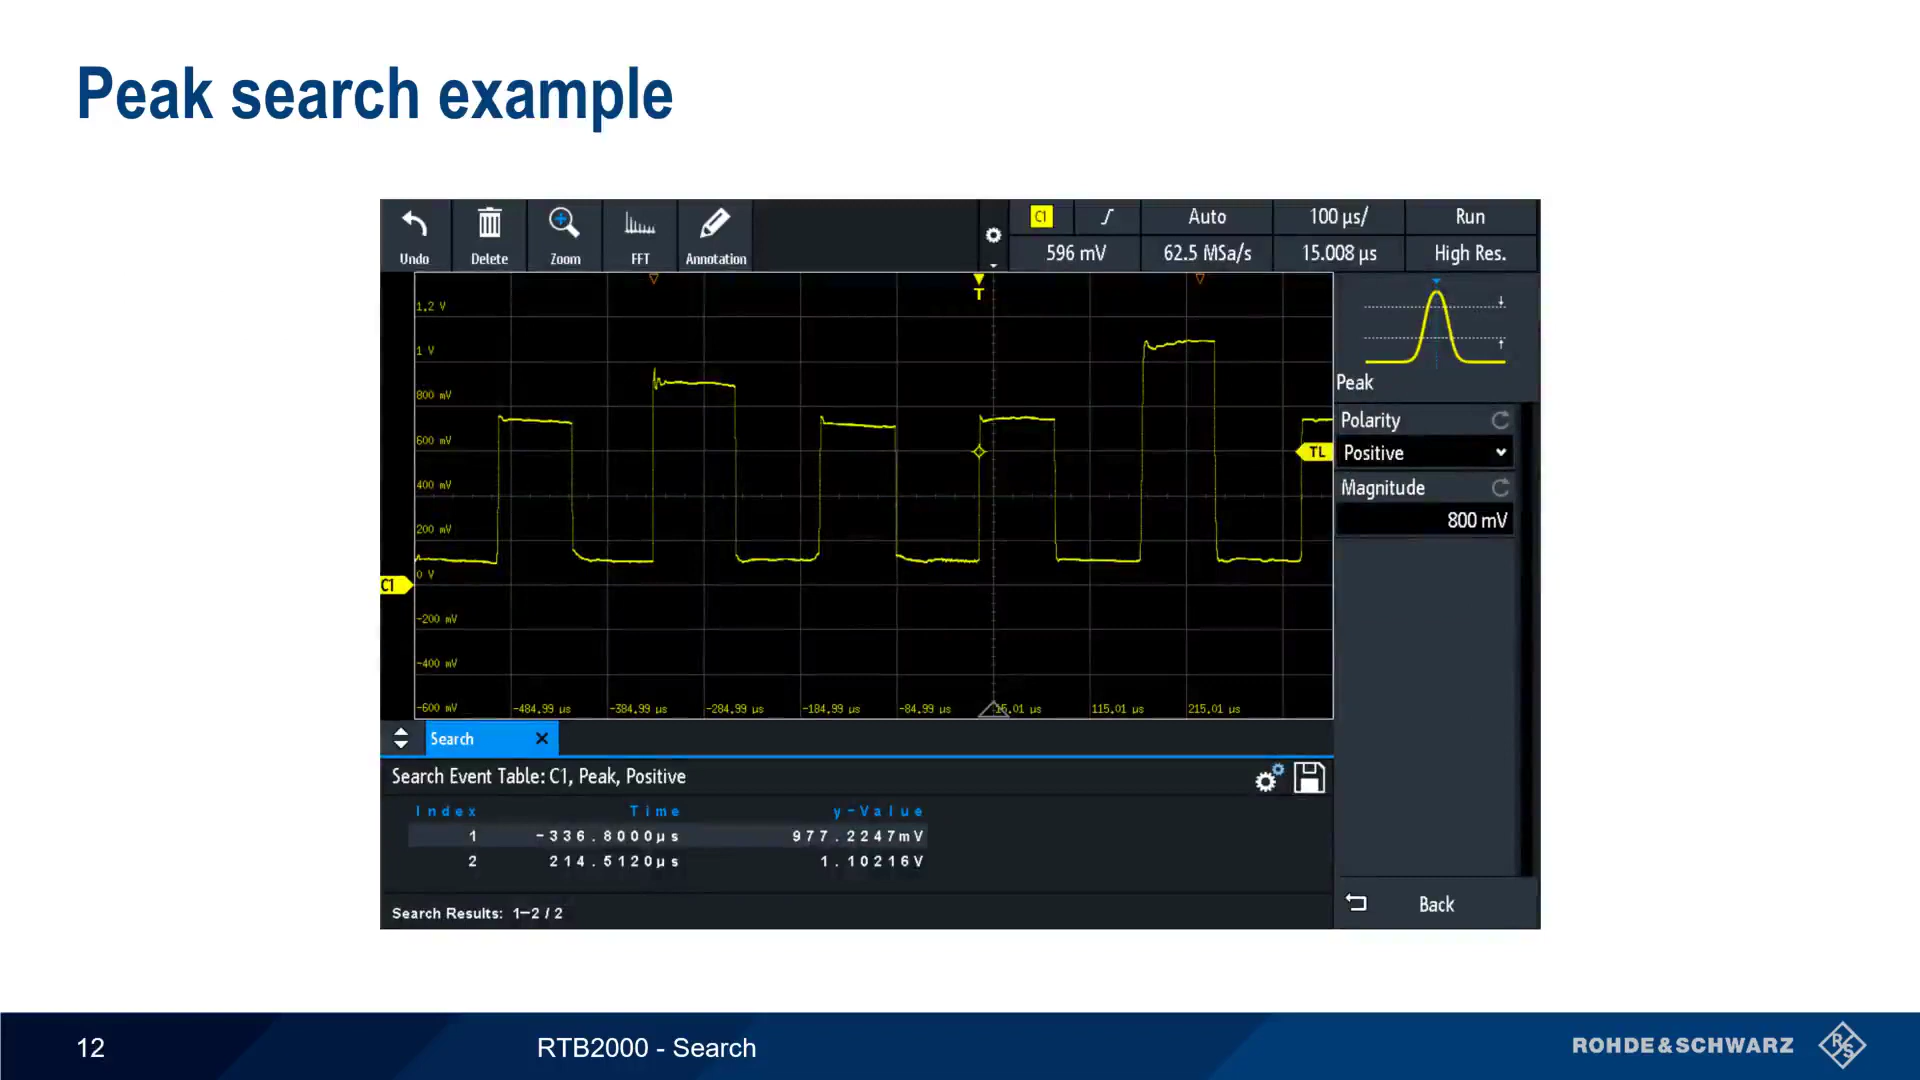 Peak search example
Undo
Delete
Zoom
FFT
Annotation
C1
Auto
100 µs/
Run
596 mV
62.5 MSa/s
15.008 µs
High Res.
T
1,2 V
1 V
800 mV
600 mV
400 mV
200 mV
0 V
-200 mV
-400 mV
-600 mV
C1
TL
-484,99 µs
-384,99 µs
-284,99 µs
-184,99 µs
-84,99 µs
15,01 µs
115,01 µs
215,01 µs
Peak
Polarity
Positive
Magnitude
800 mV
Back
Search
Search Event Table: C1, Peak, Positive
Index Time y-Value
1 -336.8000µs 977.2247mV
2 214.5120µs 1.10216V
Search Results: 1-2 / 2
12
RTB2000 - Search
ROHDE&SCHWARZ
R&S